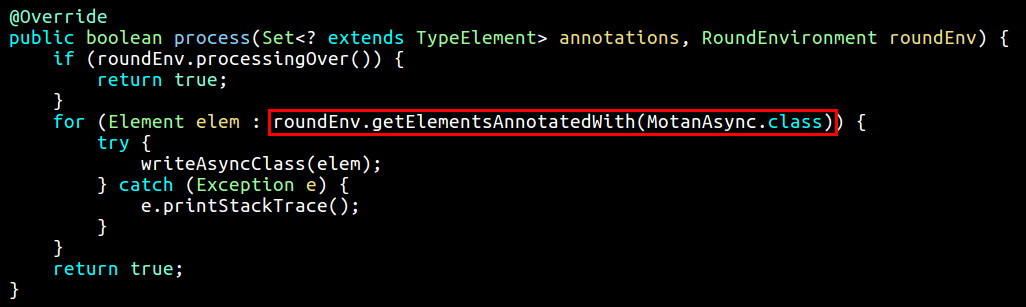 @Override
public boolean process(Set<? extends TypeElement> annotations, RoundEnvironment roundEnv) {
    if (roundEnv.processingOver()) {
        return true;
    }
    for (Element elem : roundEnv.getElementsAnnotatedWith(MotanAsync.class)) {
        try {
            writeAsyncClass(elem);
        } catch (Exception e) {
            e.printStackTrace();
        }
    }
    return true;
}